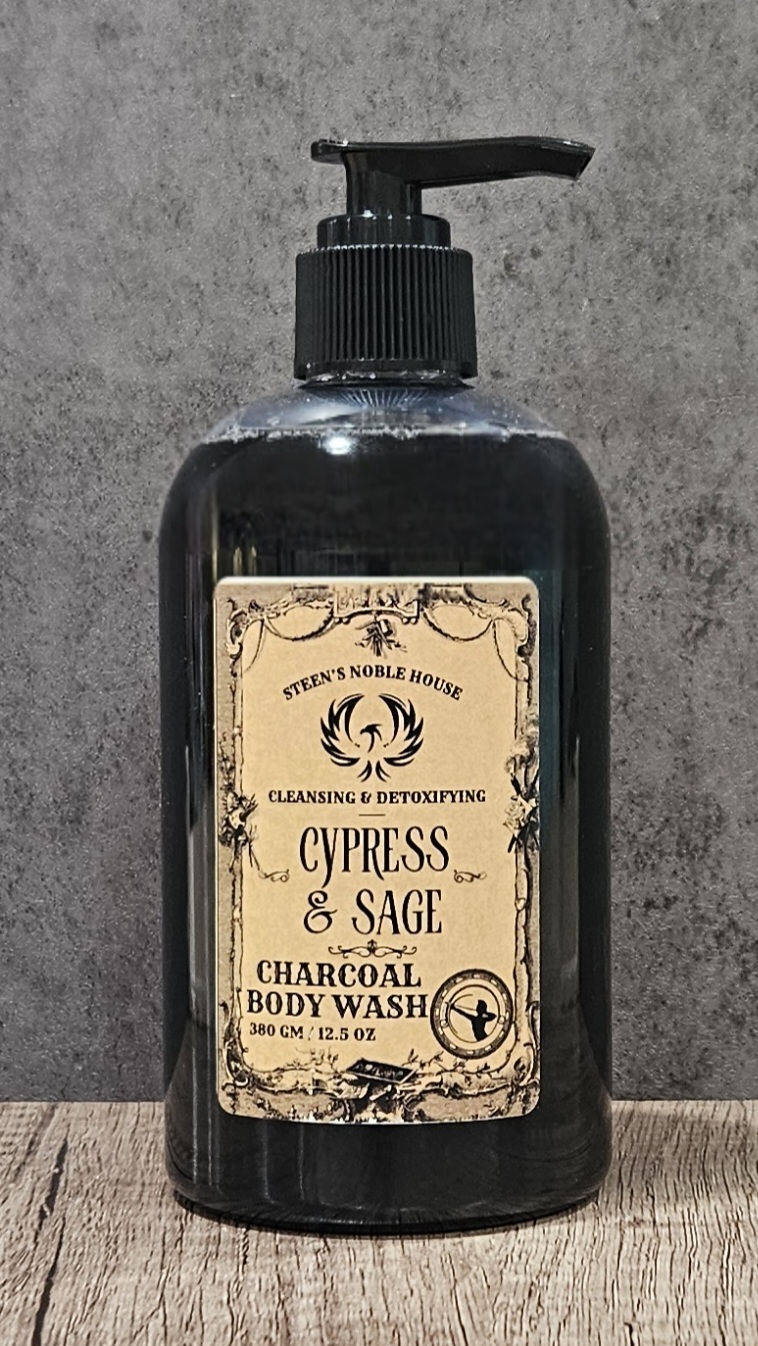 STEEN'S NOBLE HOUSE
CLEANSING & DETOXIFYING
CYPRESS
& SAGE
CHARCOAL
BODY WASH
380 GM / 12.5 OZ